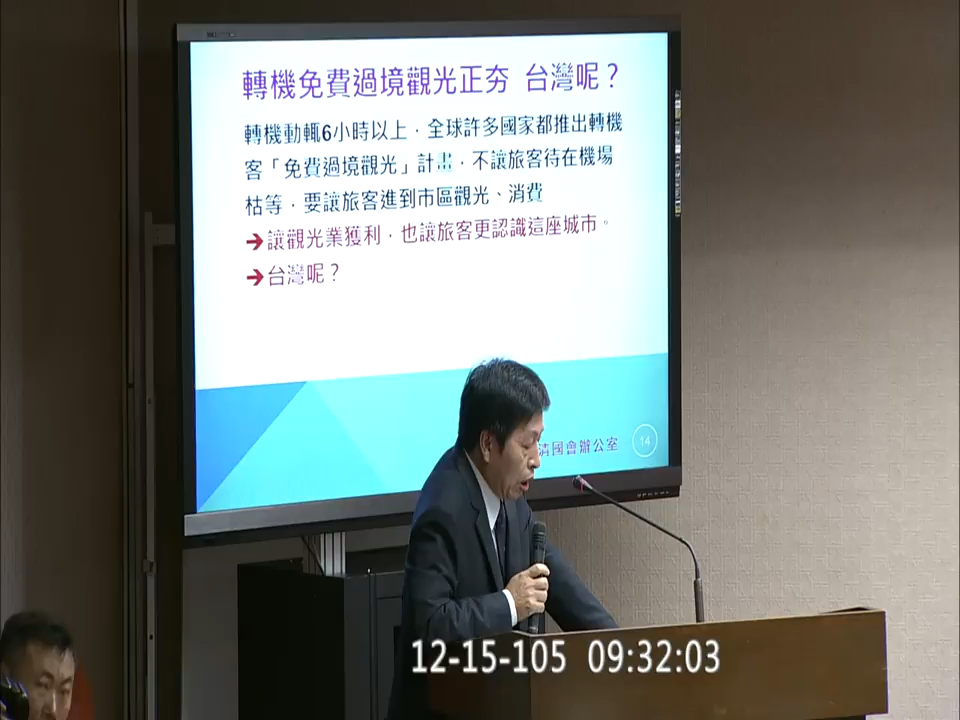 轉機免費過境觀光正夯 台灣呢？
轉機動輒6小時以上，全球許多國家都推出轉機
客「免費過境觀光」計畫，不讓旅客待在機場
枯等，要讓旅客進到市區觀光、消費
➔讓觀光業獲利，也讓旅客更認識這座城市。
➔台灣呢？
清國會辦公室 14
12-15-105 09:32:03